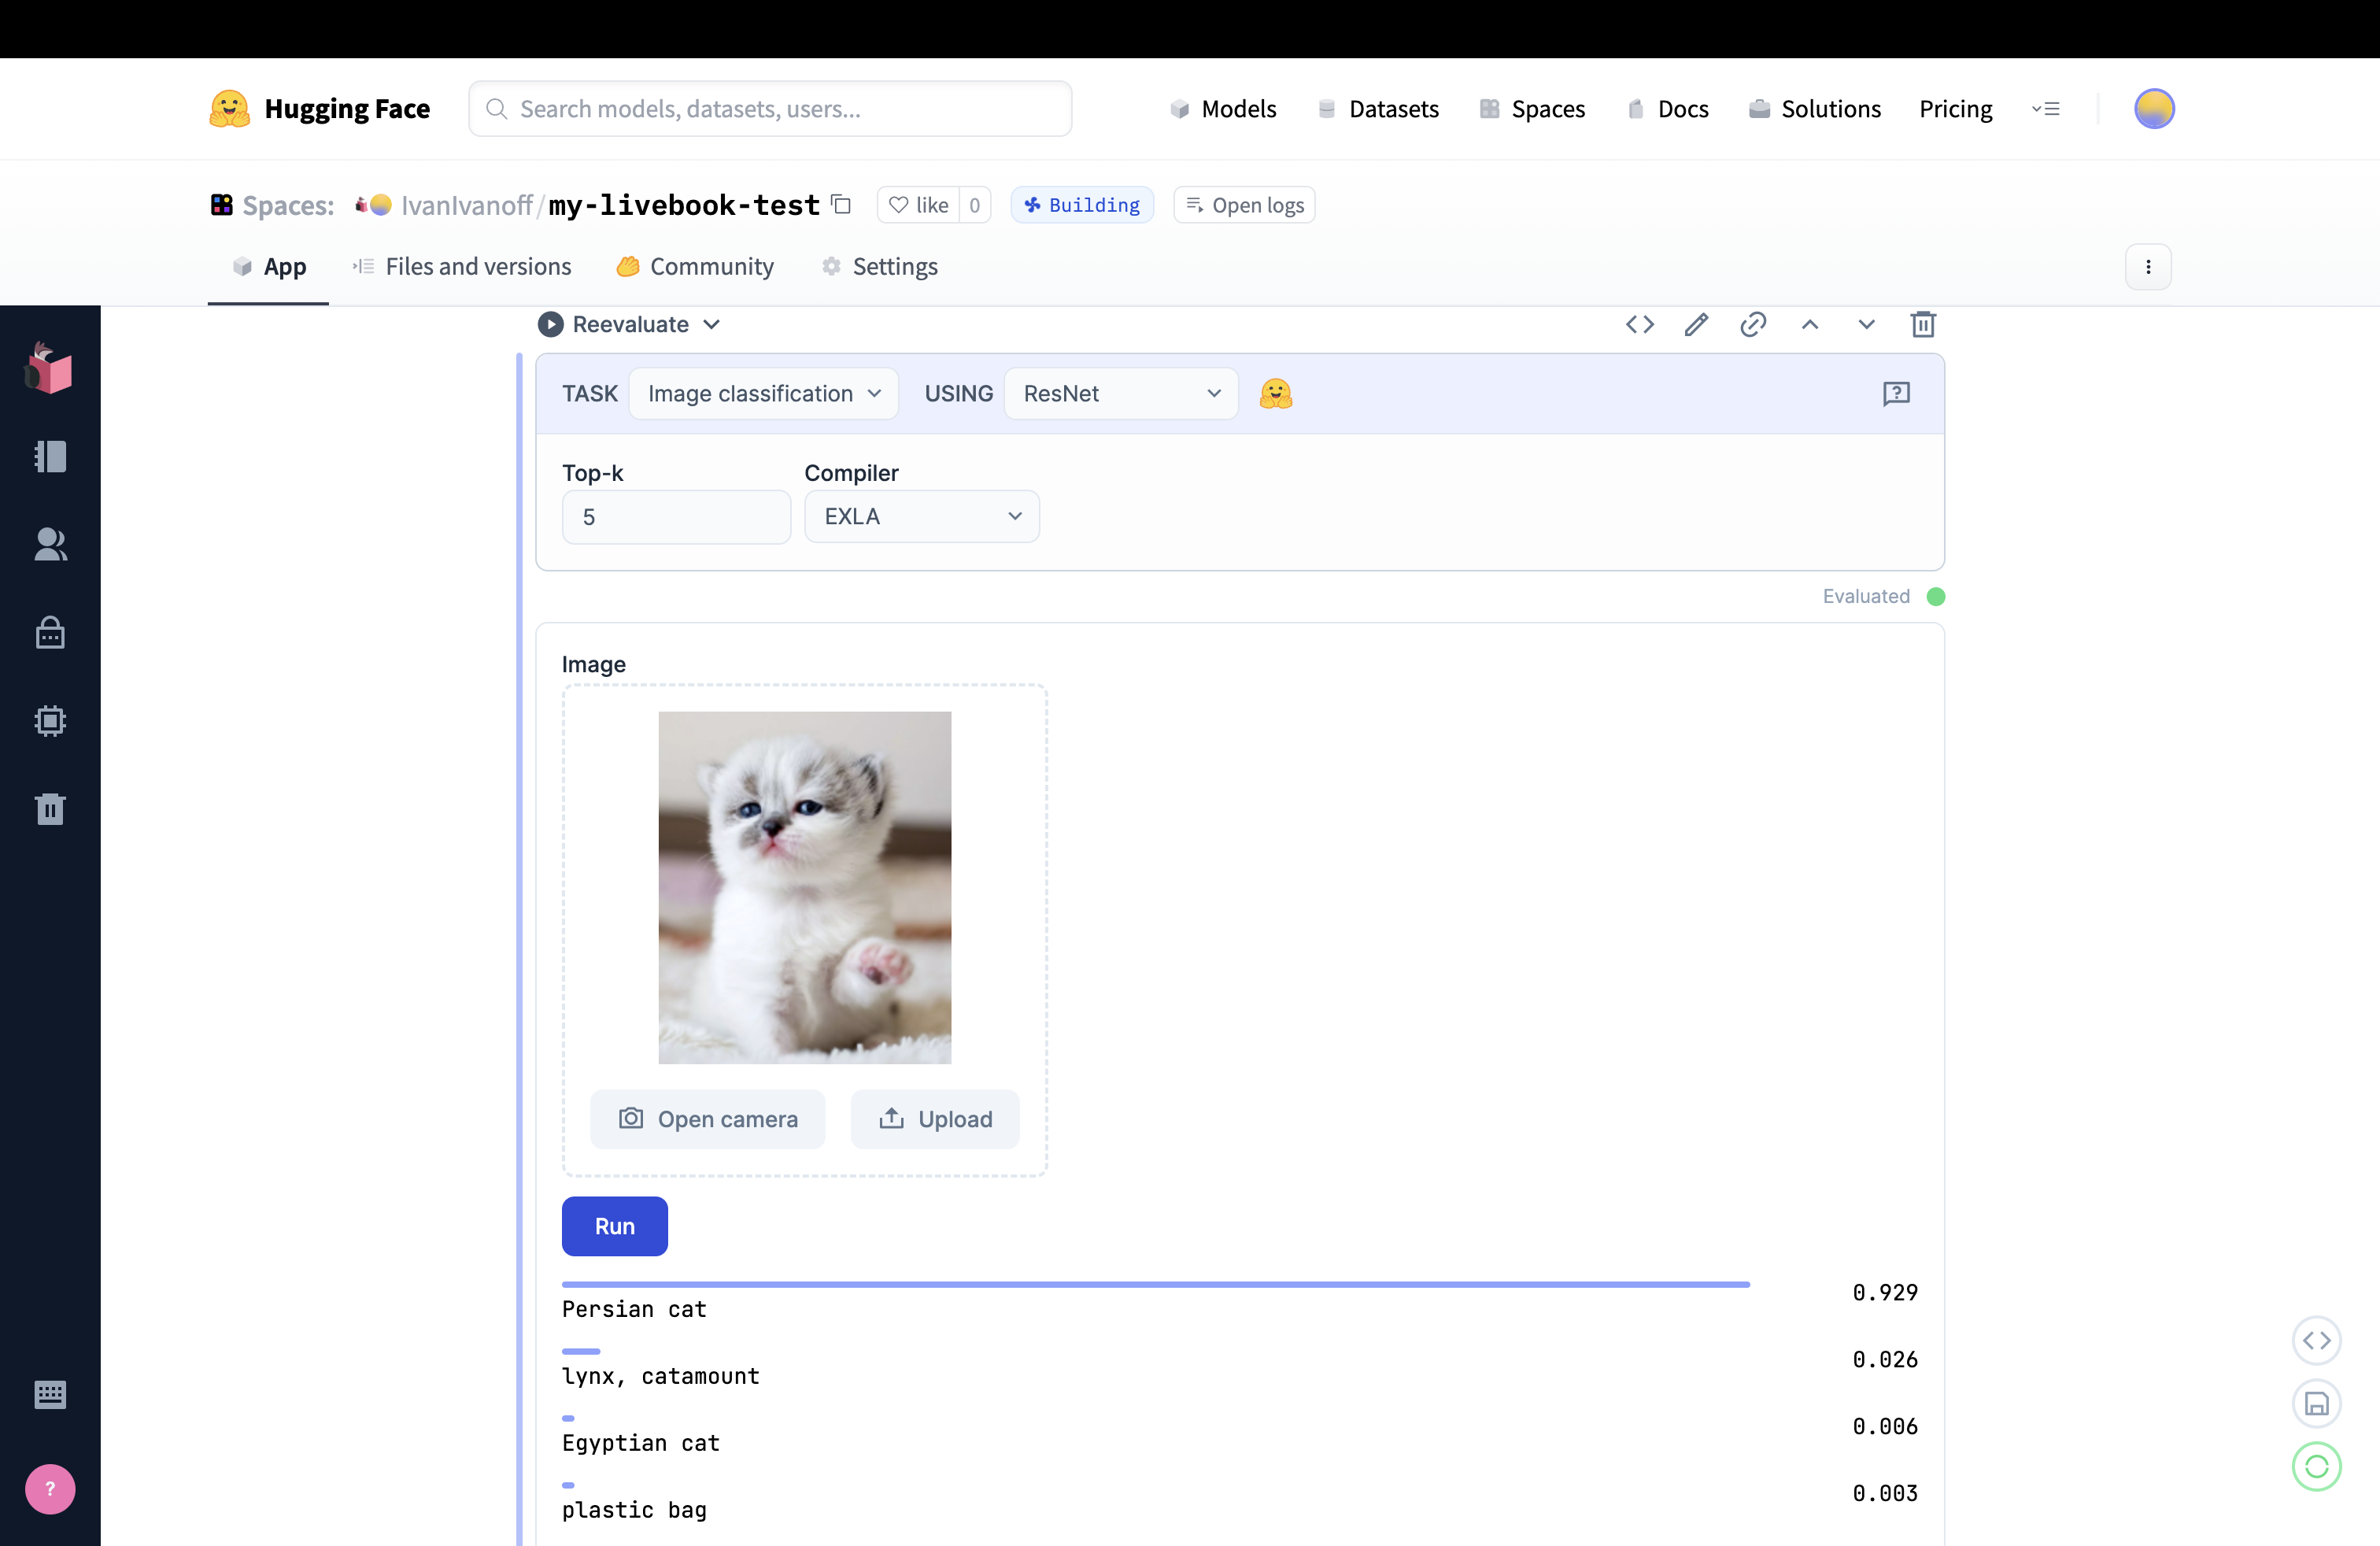 Hugging Face
Search models, datasets, users...
Models
Datasets
Spaces
Docs
Solutions
Pricing
Spaces: IvanIvanoff/my-livebook-test
like 0
Building
Open logs
App
Files and versions
Community
Settings
Reevaluate
TASK Image classification USING ResNet
Top-k
Compiler
5
EXLA
Evaluated
Image
Open camera
Upload
Run
Persian cat 0.929
lynx, catamount 0.026
Egyptian cat 0.006
plastic bag 0.003
?